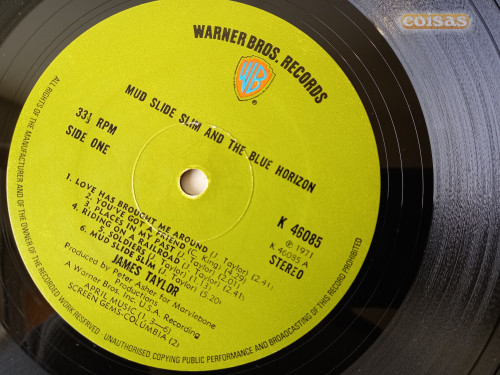 coisas
WARNER BROS. RECORDS
WB
MUD SLIDE SLIM AND THE BLUE HORIZON
33⅓ RPM
SIDE ONE
K 46085
Ⓟ 1971
K 46085 A
STEREO
1. LOVE HAS BROUGHT ME AROUND (J. Taylor) (2.41)
2. YOU'VE GOT A FRIEND (C. King) (4.29)
3. PLACES IN MY PAST (J. Taylor) (2.01)
4. RIDING ON A RAILROAD (J. Taylor) (2.41)
5. SOLDIERS (J. Taylor) (1.13)
6. MUD SLIDE SLIM (J. Taylor) (5.20)
JAMES TAYLOR
Produced by Peter Asher for Marylebone
Productions.
A Warner Bros. Inc. U.S.A. Recording
APRIL MUSIC (1,3—6)
SCREEN GEMS-COLUMBIA (2)
ALL RIGHTS OF THE MANUFACTURER AND OF THE OWNER OF THE RECORDED WORK RESERVED . UNAUTHORISED COPYING PUBLIC PERFORMANCE AND BROADCASTING OF THIS RECORD PROHIBITED